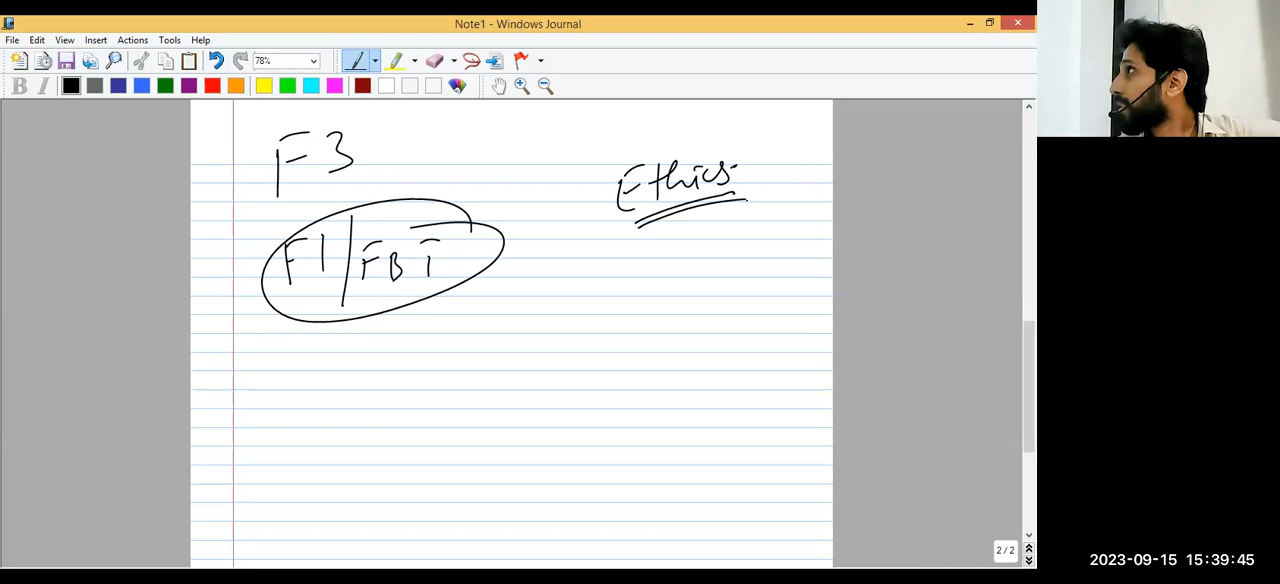 Note1 - Windows Journal
File Edit View Insert Actions Tools Help
78%
B I
F3
Ethics
F1 | FBT
2 / 2
2023-09-15 15:39:45